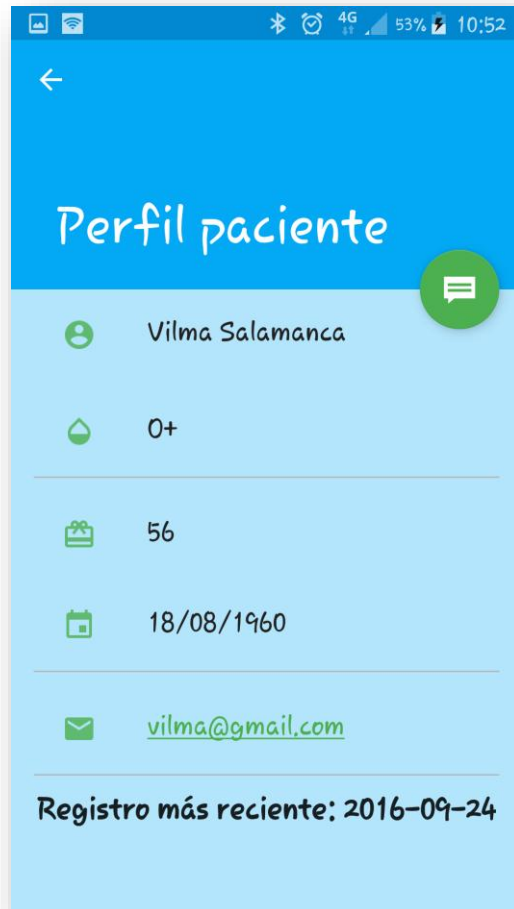 4G 53% 10:52
Perfil paciente
Vilma Salamanca
O+
56
18/08/1960
vilma@gmail.com
Registro más reciente: 2016-09-24